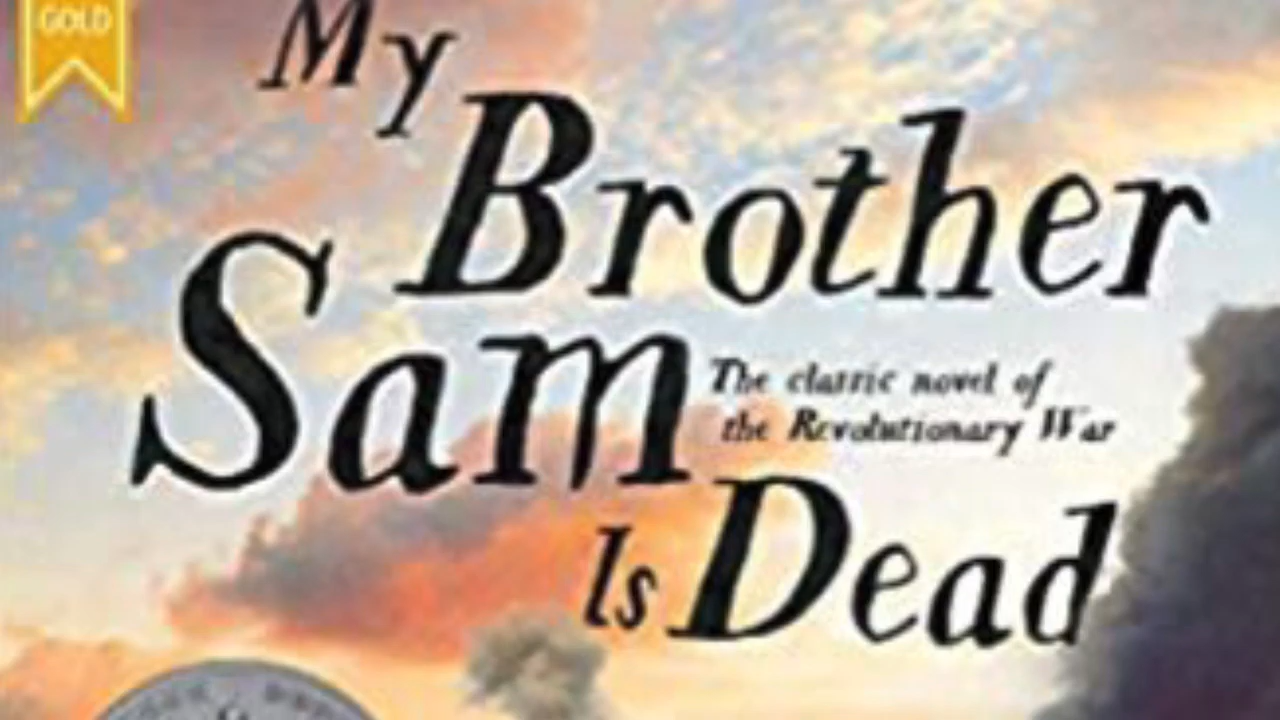 GOLD
My
Brother
Sam
The classic novel of
the Revolutionary War
Is Dead